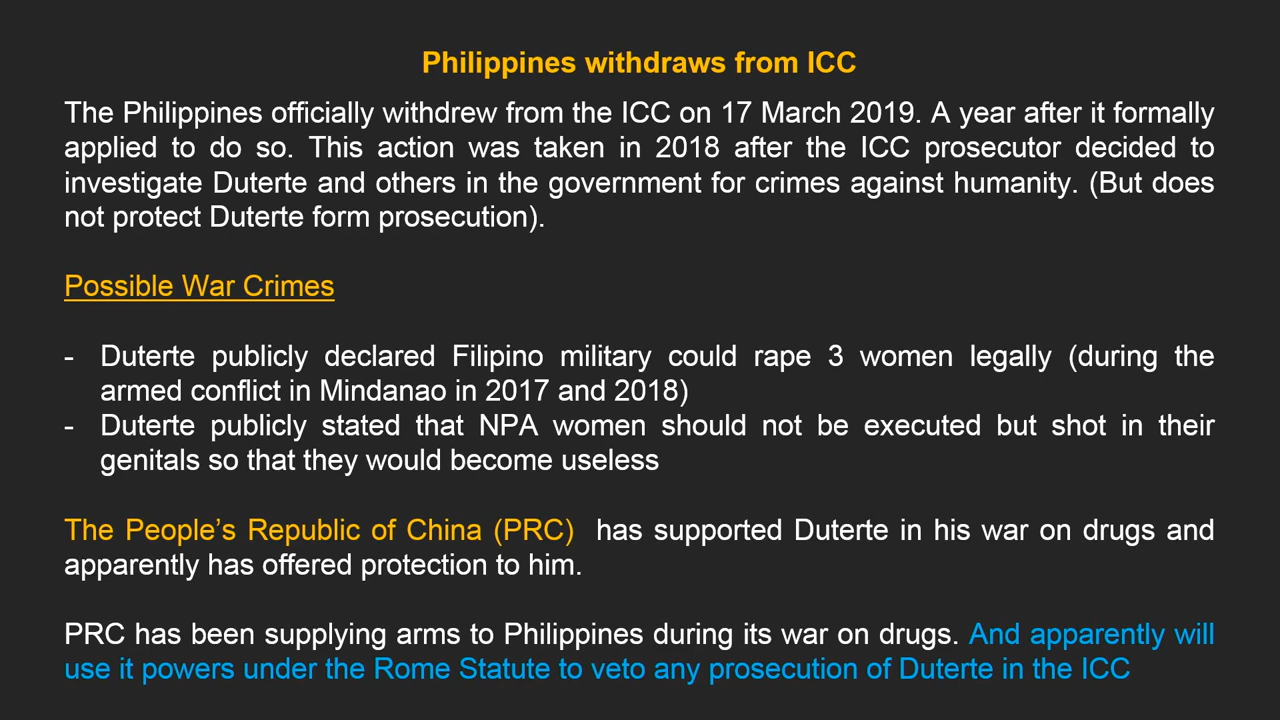 Philippines withdraws from ICC
The Philippines officially withdrew from the ICC on 17 March 2019. A year after it formally
applied to do so. This action was taken in 2018 after the ICC prosecutor decided to
investigate Duterte and others in the government for crimes against humanity. (But does
not protect Duterte form prosecution).
Possible War Crimes
- Duterte publicly declared Filipino military could rape 3 women legally (during the
armed conflict in Mindanao in 2017 and 2018)
- Duterte publicly stated that NPA women should not be executed but shot in their
genitals so that they would become useless
The People's Republic of China (PRC) has supported Duterte in his war on drugs and
apparently has offered protection to him.
PRC has been supplying arms to Philippines during its war on drugs. And apparently will
use it powers under the Rome Statute to veto any prosecution of Duterte in the ICC